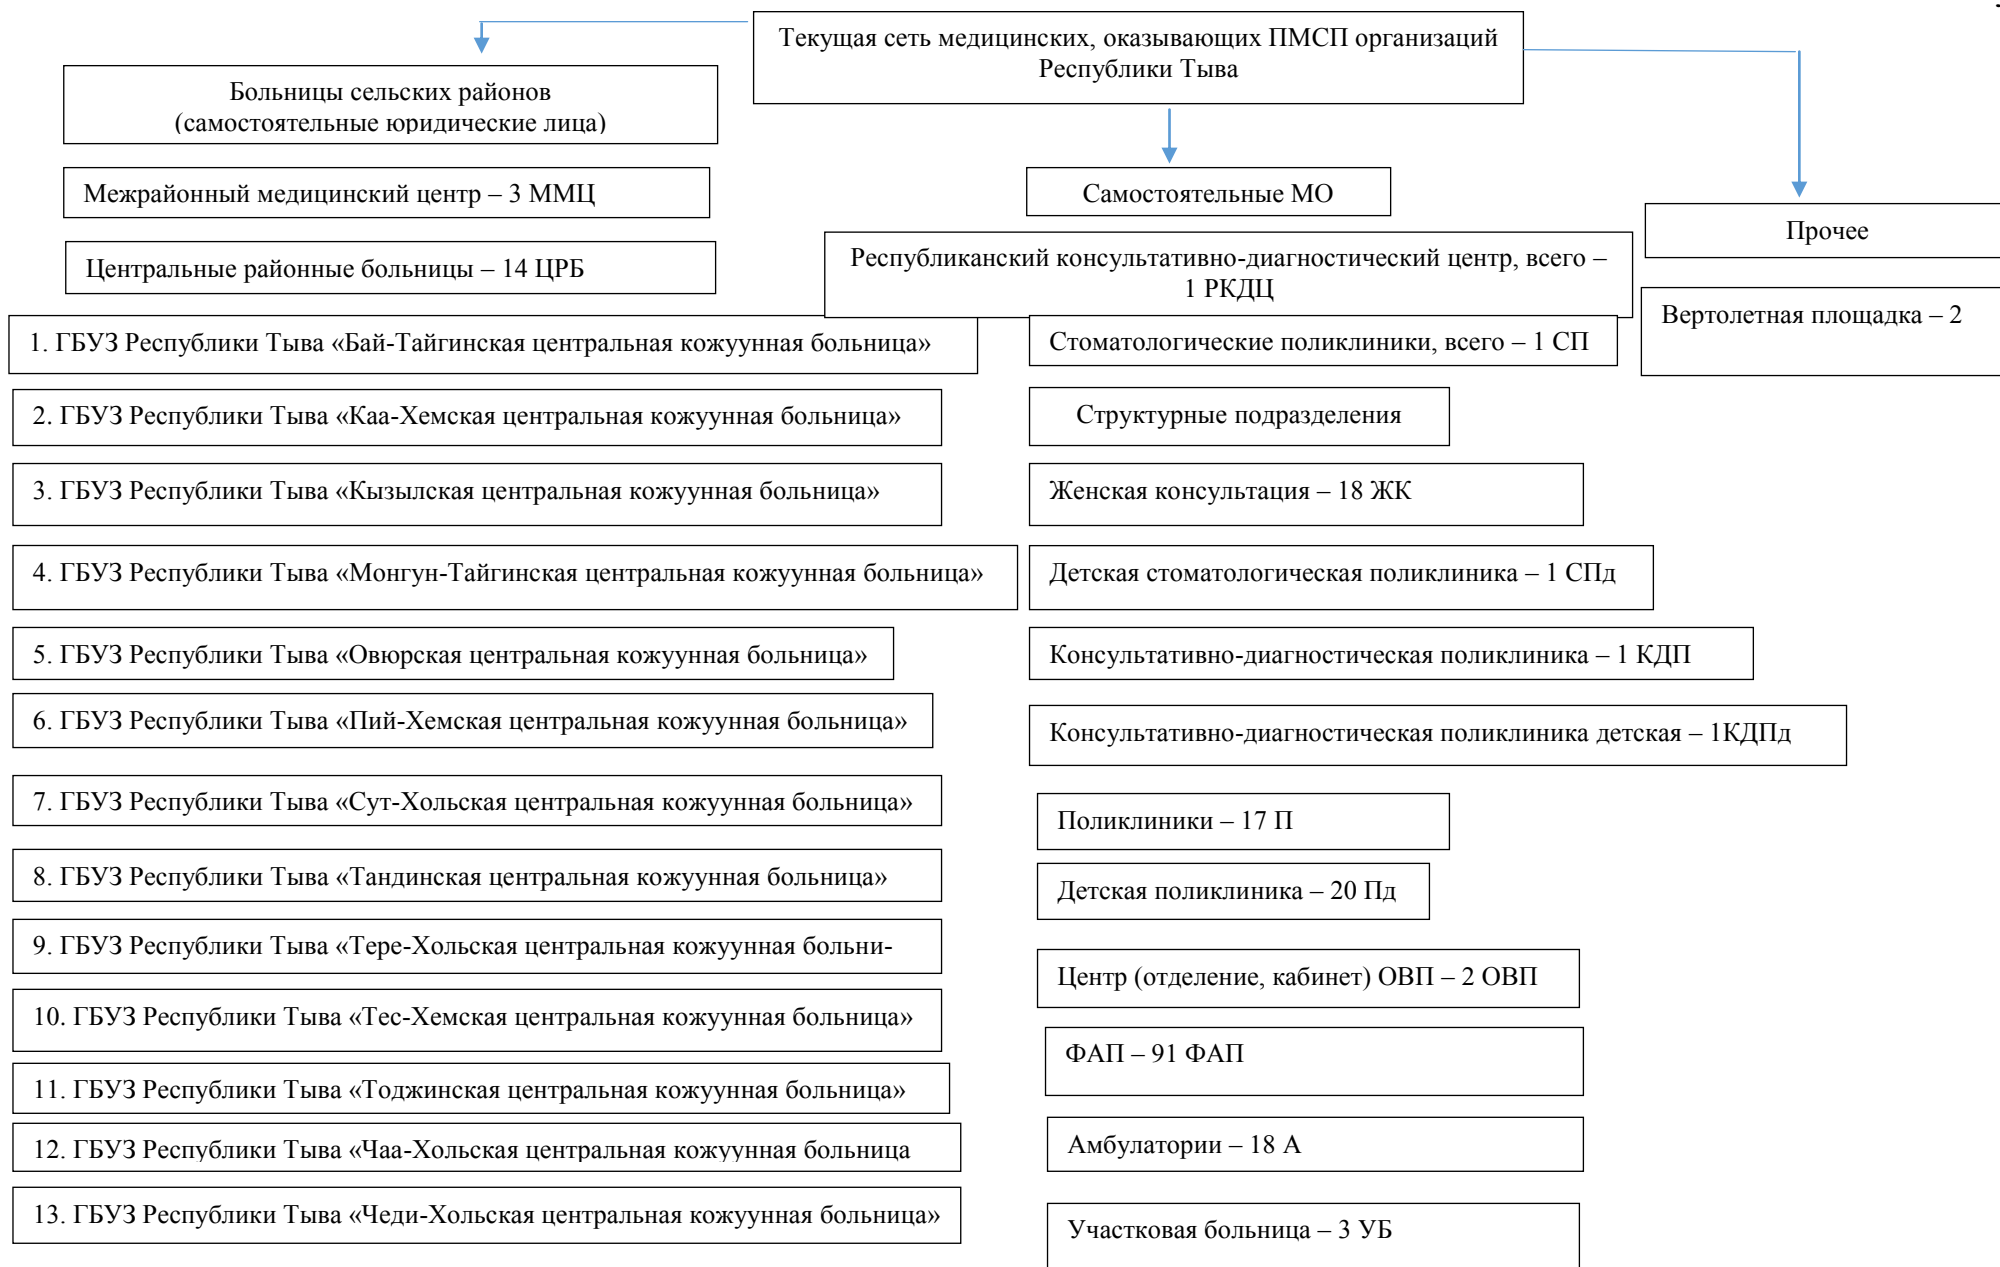 Текущая сеть медицинских, оказывающих ПМСП организаций
Республики Тыва
Больницы сельских районов
(самостоятельные юридические лица)
Межрайонный медицинский центр – 3 ММЦ
Центральные районные больницы – 14 ЦРБ
1. ГБУЗ Республики Тыва «Бай-Тайгинская центральная кожуунная больница»
2. ГБУЗ Республики Тыва «Каа-Хемская центральная кожуунная больница»
3. ГБУЗ Республики Тыва «Кызылская центральная кожуунная больница»
4. ГБУЗ Республики Тыва «Монгун-Тайгинская центральная кожуунная больница»
5. ГБУЗ Республики Тыва «Овюрская центральная кожуунная больница»
6. ГБУЗ Республики Тыва «Пий-Хемская центральная кожуунная больница»
7. ГБУЗ Республики Тыва «Сут-Хольская центральная кожуунная больница»
8. ГБУЗ Республики Тыва «Тандинская центральная кожуунная больница»
9. ГБУЗ Республики Тыва «Тере-Хольская центральная кожуунная больни-
10. ГБУЗ Республики Тыва «Тес-Хемская центральная кожуунная больница»
11. ГБУЗ Республики Тыва «Тоджинская центральная кожуунная больница»
12. ГБУЗ Республики Тыва «Чаа-Хольская центральная кожуунная больница
13. ГБУЗ Республики Тыва «Чеди-Хольская центральная кожуунная больница»
Самостоятельные МО
Республиканский консультативно-диагностический центр, всего –
1 РКДЦ
Стоматологические поликлиники, всего – 1 СП
Структурные подразделения
Женская консультация – 18 ЖК
Детская стоматологическая поликлиника – 1 СПд
Консультативно-диагностическая поликлиника – 1 КДП
Консультативно-диагностическая поликлиника детская – 1КДПд
Поликлиники – 17 П
Детская поликлиника – 20 Пд
Центр (отделение, кабинет) ОВП – 2 ОВП
ФАП – 91 ФАП
Амбулатории – 18 А
Участковая больница – 3 УБ
Прочее
Вертолетная площадка – 2